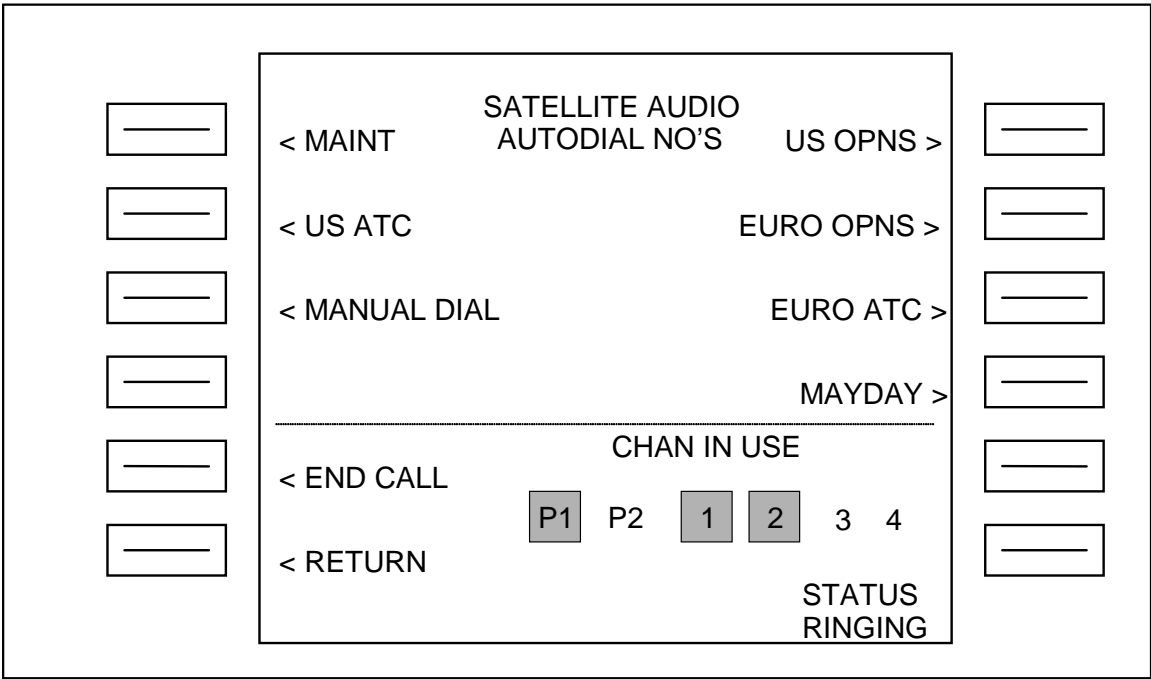 SATELLITE AUDIO
< MAINT AUTODIAL NO'S US OPNS >
< US ATC EURO OPNS >
< MANUAL DIAL EURO ATC >
MAYDAY >
CHAN IN USE
< END CALL
P1 P2 1 2 3 4
< RETURN
STATUS
RINGING